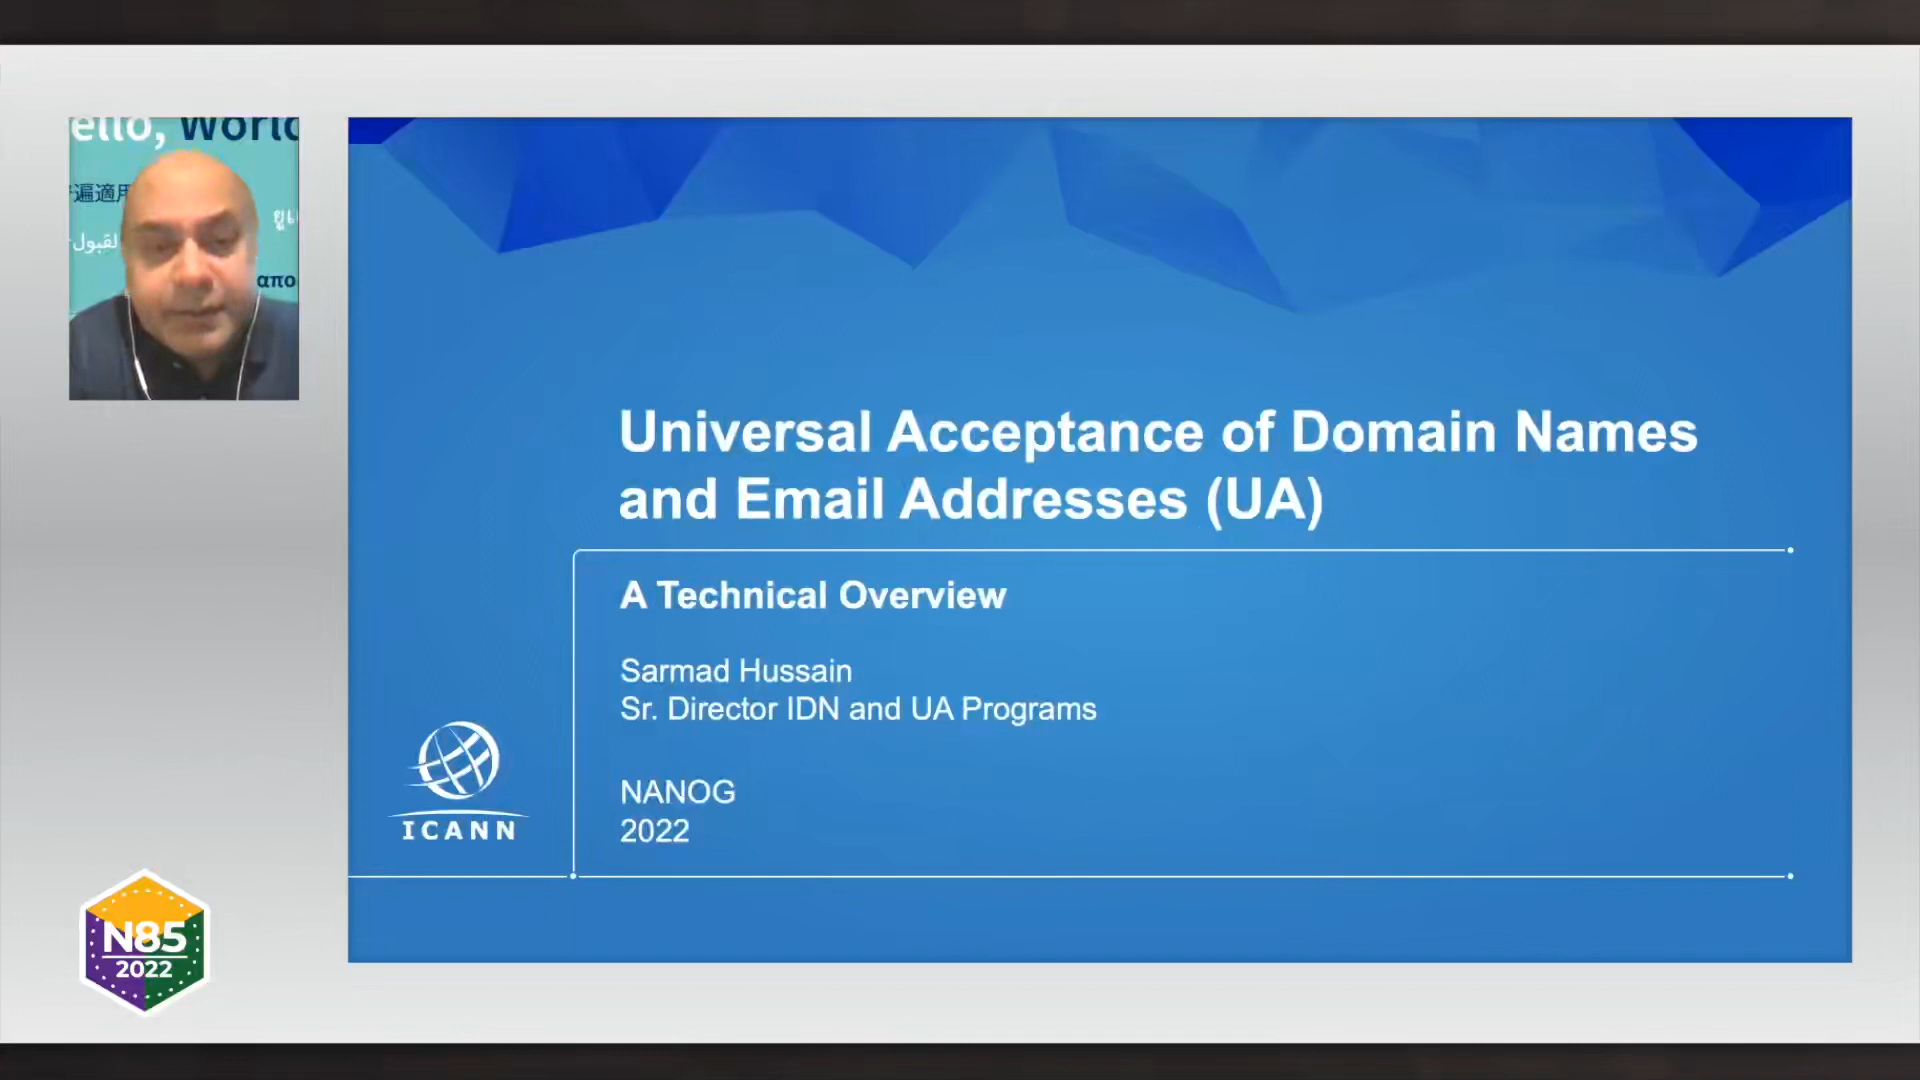 ello, World
遍適用
لقبول
απο
Universal Acceptance of Domain Names
and Email Addresses (UA)
A Technical Overview
Sarmad Hussain
Sr. Director IDN and UA Programs
NANOG
2022
ICANN
N85
2022